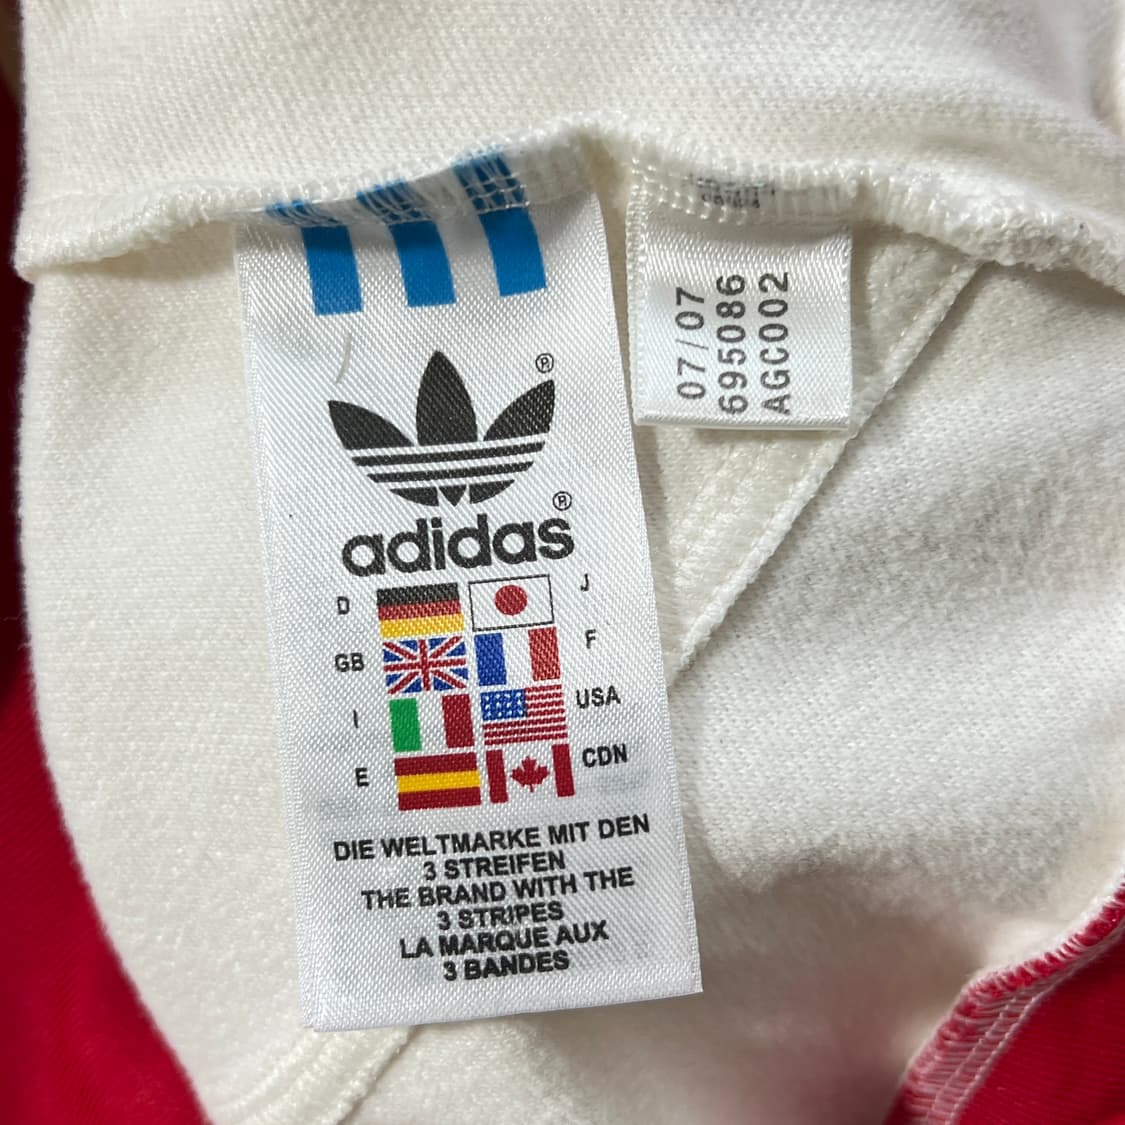 ®
®
adidas
D
J
GB
F
I
USA
E
CDN
DIE WELTMARKE MIT DEN
3 STREIFEN
THE BRAND WITH THE
3 STRIPES
LA MARQUE AUX
3 BANDES
07/07
695086
AGC002